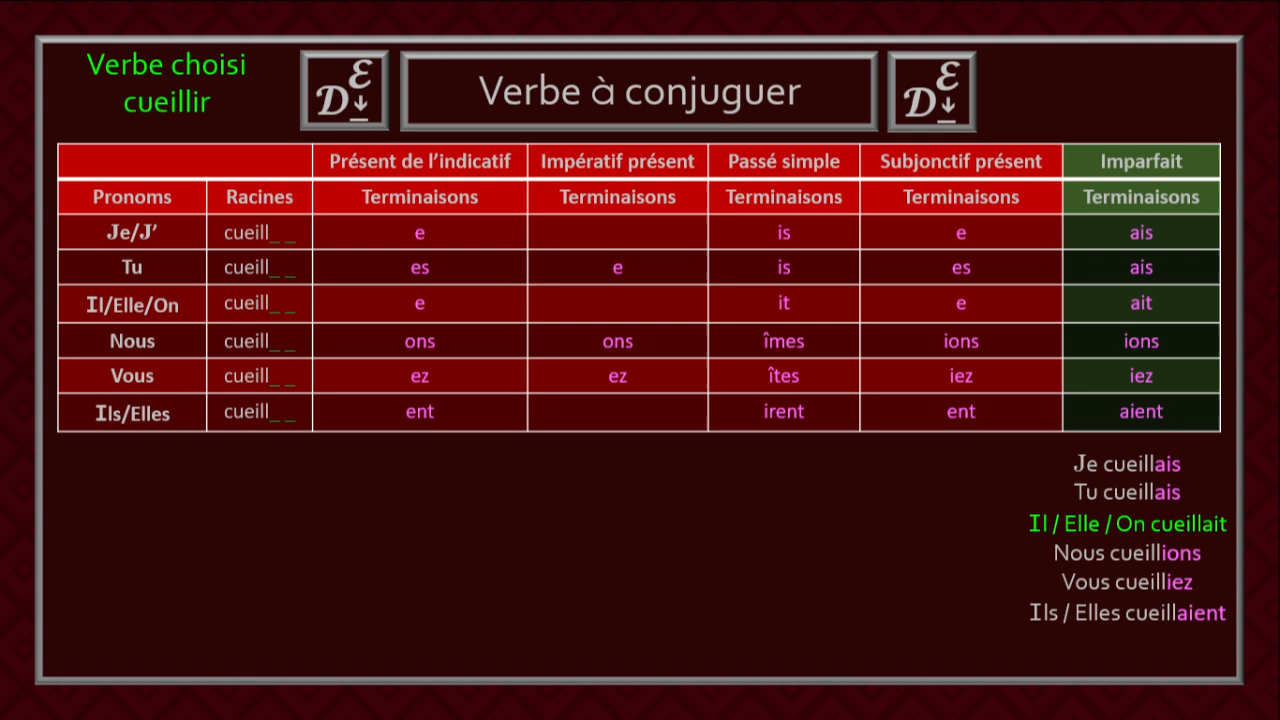 Verbe choisi
cueillir
D E
Verbe à conjuguer
D E
Présent de l'indicatif Impératif présent Passé simple Subjonctif présent Imparfait
Pronoms Racines Terminaisons Terminaisons Terminaisons Terminaisons Terminaisons
Je/J' cueill_ _ e is e ais
Tu cueill_ _ es e is es ais
Il/Elle/On cueill_ _ e it e ait
Nous cueill_ _ ons ons îmes ions ions
Vous cueill_ _ ez ez îtes iez iez
Ils/Elles cueill_ _ ent irent ent aient
Je cueillais
Tu cueillais
Il / Elle / On cueillait
Nous cueillions
Vous cueilliez
Ils / Elles cueillaient